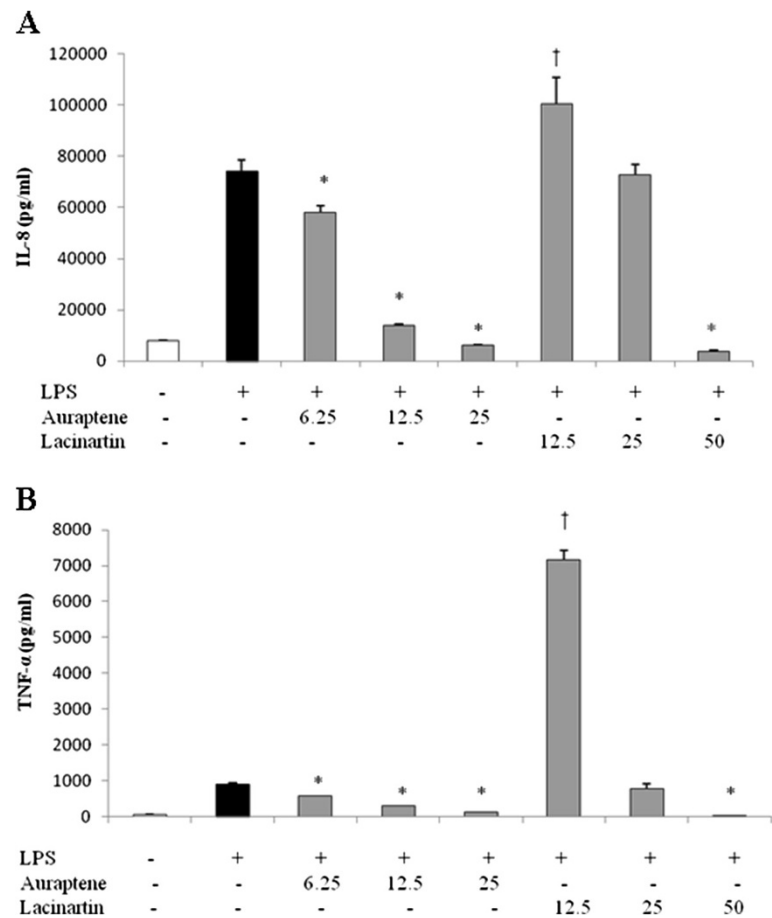 A
120000
100000
80000
60000
40000
20000
0
IL-8 (pg/ml)
* * * † *
LPS - + + + + + + +
Auraptene - - 6.25 12.5 25 - - -
Lacinartin - - - - - 12.5 25 50
B
8000
7000
6000
5000
4000
3000
2000
1000
0
TNF-α (pg/ml)
* * * † *
LPS - + + + + + + +
Auraptene - - 6.25 12.5 25 - - -
Lacinartin - - - - - 12.5 25 50